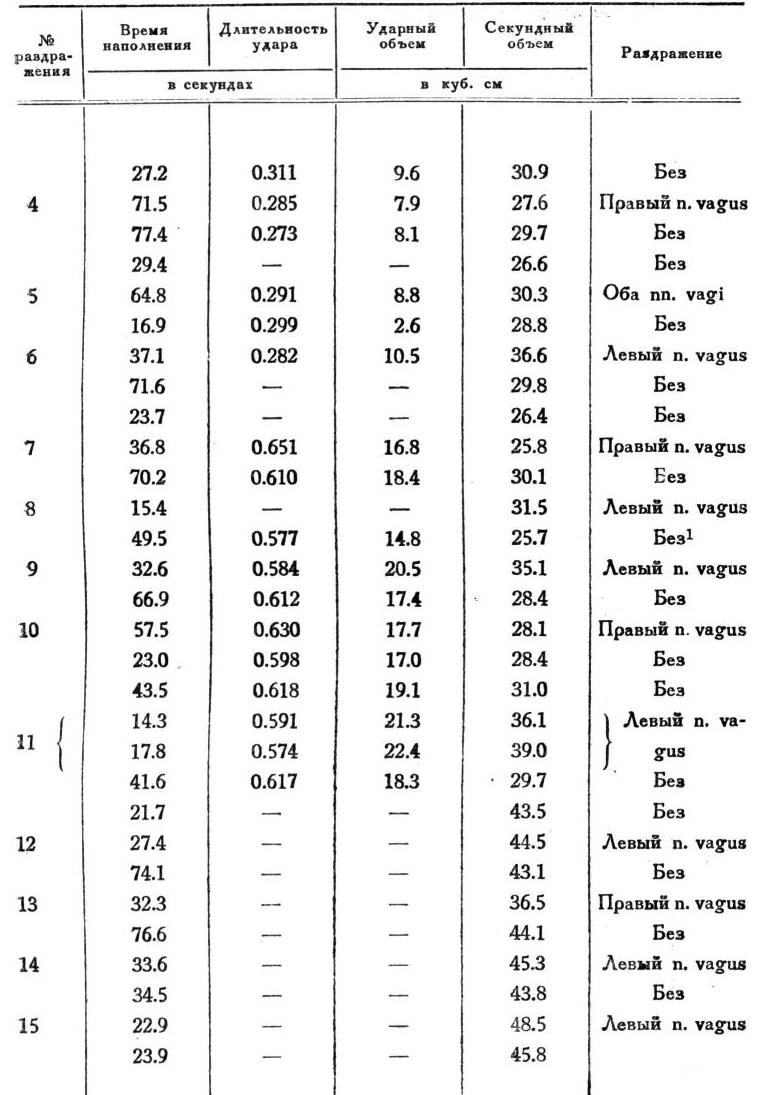 № раздражения Время наполнения Длительность удара Ударный объем Секундный объем Раздражение
в секундах в куб. см
27.2 0.311 9.6 30.9 Без
4 71.5 0.285 7.9 27.6 Правый n. vagus
77.4 0.273 8.1 29.7 Без
29.4 — — 26.6 Без
5 64.8 0.291 8.8 30.3 Оба nn. vagi
16.9 0.299 2.6 28.8 Без
6 37.1 0.282 10.5 36.6 Левый n. vagus
71.6 — — 29.8 Без
23.7 — — 26.4 Без
7 36.8 0.651 16.8 25.8 Правый n. vagus
70.2 0.610 18.4 30.1 Без
8 15.4 — — 31.5 Левый n. vagus
49.5 0.577 14.8 25.7 Без¹
9 32.6 0.584 20.5 35.1 Левый n. vagus
66.9 0.612 17.4 28.4 Без
10 57.5 0.630 17.7 28.1 Правый n. vagus
23.0 0.598 17.0 28.4 Без
43.5 0.618 19.1 31.0 Без
11 { 14.3 0.591 21.3 36.1 } Левый n. va-
17.8 0.574 22.4 39.0 gus
41.6 0.617 18.3 29.7 Без
21.7 — — 43.5 Без
12 27.4 — — 44.5 Левый n. vagus
74.1 — — 43.1 Без
13 32.3 — — 36.5 Правый n. vagus
76.6 — — 44.1 Без
14 33.6 — — 45.3 Левый n. vagus
34.5 — — 43.8 Без
15 22.9 — — 48.5 Левый n. vagus
23.9 — — 45.8